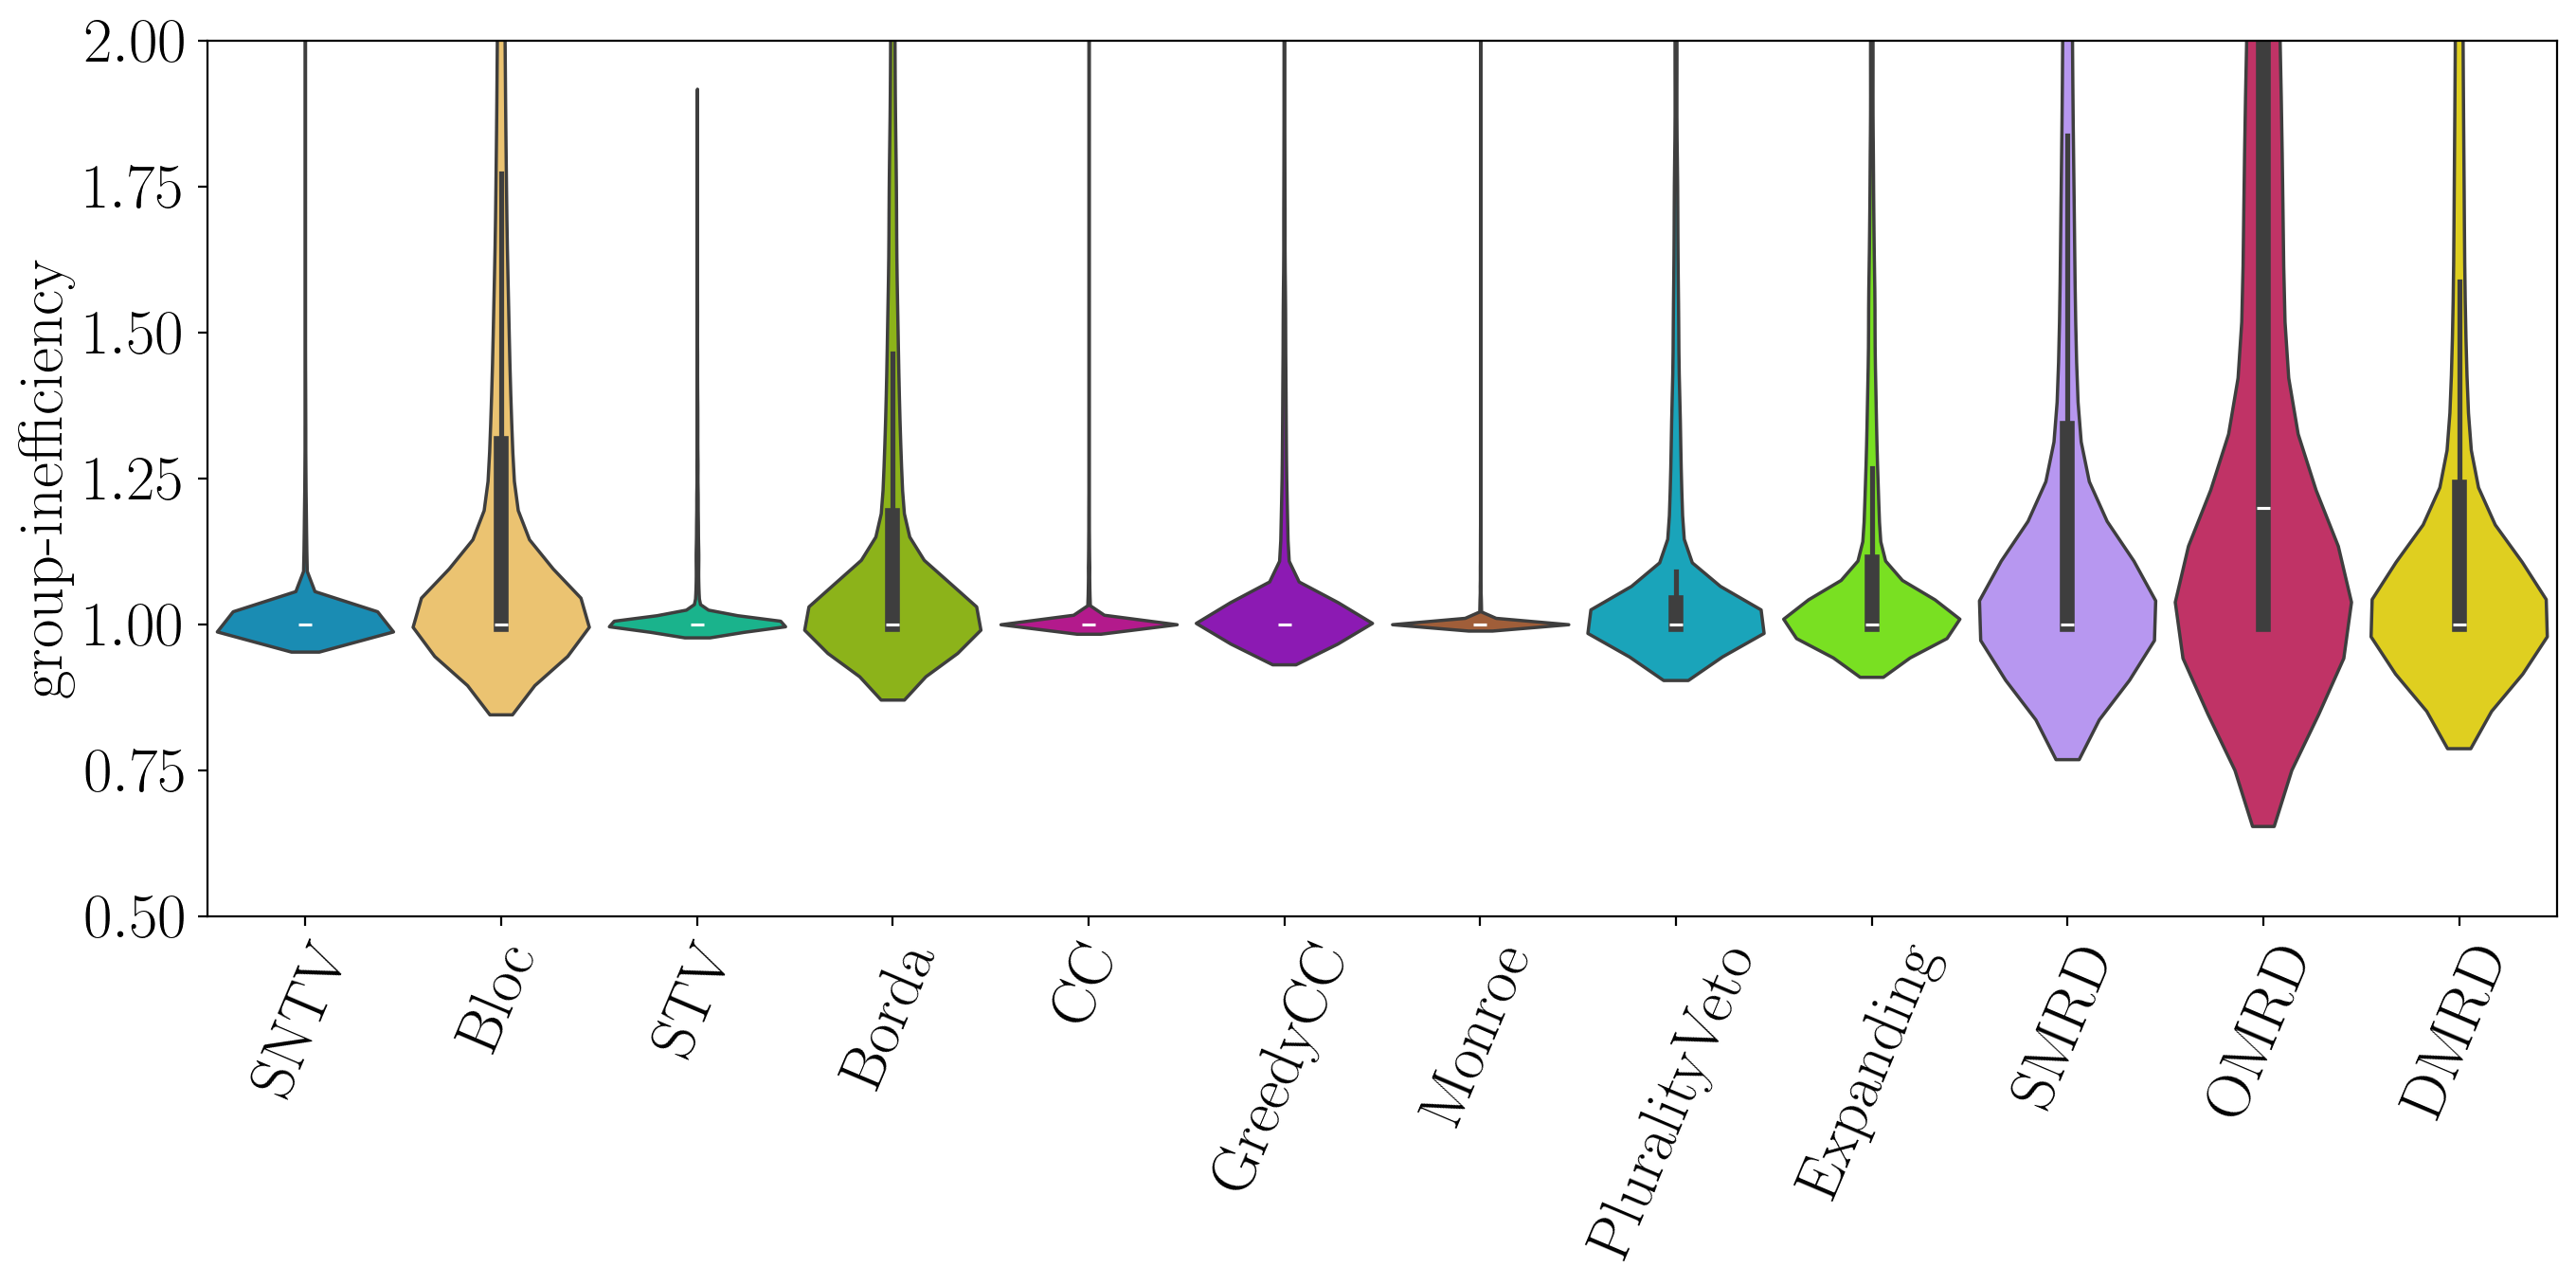 group-inefficiency
2.00
1.75
1.50
1.25
1.00
0.75
0.50
SNTV
Bloc
STV
Borda
CC
GreedyCC
Monroe
PluralityVeto
Expanding
SMRD
OMRD
DMRD